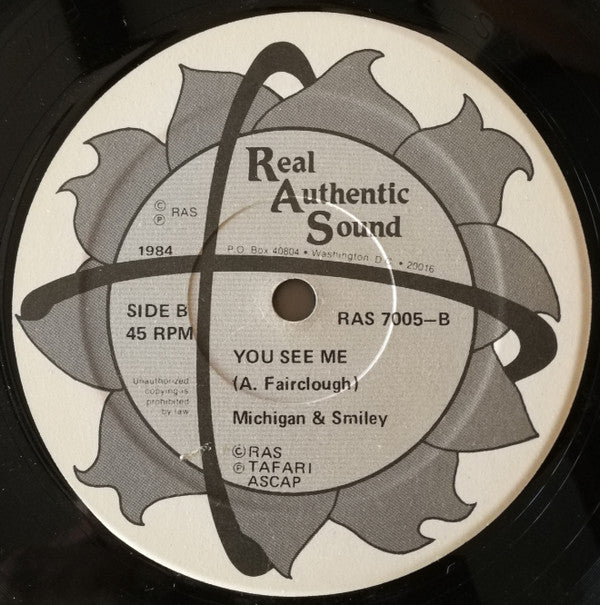 Real
Authentic
Sound
P.O. Box 40804 • Washington D.C. • 20016
© ℗ RAS
1984
SIDE B
45 RPM
RAS 7005–B
Unauthorized
copying is
prohibited
by law
YOU SEE ME
(A. Fairclough)
Michigan & Smiley
© RAS
℗ TAFARI
ASCAP